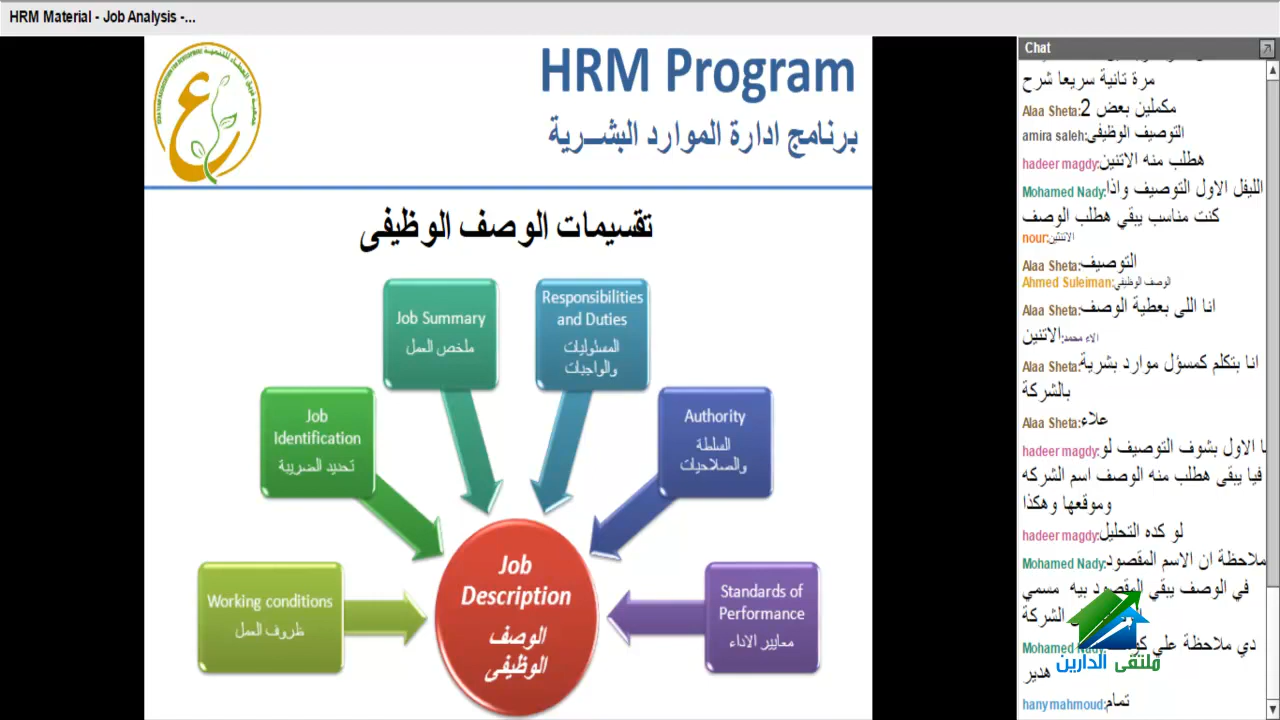 HRM Material - Job Analysis -...
HRM Program
برنامج ادارة الموارد البشـــرية
تقسيمات الوصف الوظيفى
Job Summary
ملخص العمل
Responsibilities
and Duties
المسئوليات
والواجبات
Job
Identification
تحديد الضريبة
Authority
السلطة
والصلاحيات
Working conditions
ظروف العمل
Job
Description
الوصف
الوظيفى
Standards of
Performance
معايير الاداء
Chat
مرة تانية سريعا شرح
Alaa Sheta: مكملين بعض 2
amira saleh: التوصيف الوظيفى
hadeer magdy: هطلب منه الاتنين
Mohamed Nady: الليفل الاول التوصيف واذا
كنت مناسب يبقي هطلب الوصف
nour: الاتنتين
Alaa Sheta: التوصيف
Ahmed Suleiman: الوصف الوظيفي
Alaa Sheta: انا اللى بعطية الوصف
الاء محمد: الاتنين
Alaa Sheta: انا بتكلم كمسؤل موارد بشرية
بالشركة
Alaa Sheta: علاء
hadeer magdy: ا الاول بشوف التوصيف لو
فيا يبقى هطلب منه الوصف اسم الشركه
وموقعها وهكذا
hadeer magdy: لو كده التحليل
Mohamed Nady: ملاحظة ان الاسم المقصود
في الوصف يبقي المقصود بيه مسمي
الشركة
Mohamed Nady: دي ملاحظة علي
هدير
ملتقى الدارين
hany mahmoud: تمام